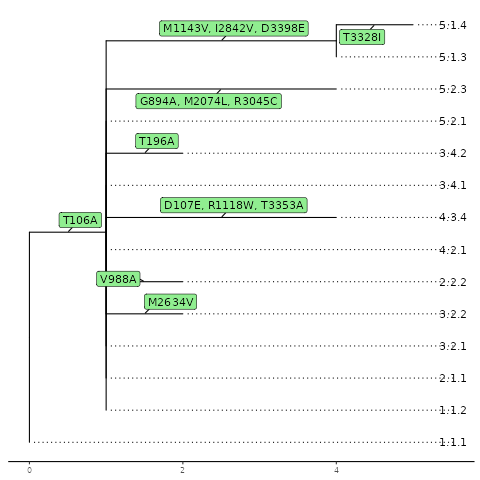 M1143V, I2842V, D3398E
5.1.4
T3328I
5.1.3
5.2.3
G894A, M2074L, R3045C
5.2.1
T196A
3.4.2
3.4.1
D107E, R1118W, T3353A
4.3.4
T106A
4.2.1
V988A
2.2.2
M2634V
3.2.2
3.2.1
2.1.1
1.1.2
1.1.1
0 2 4